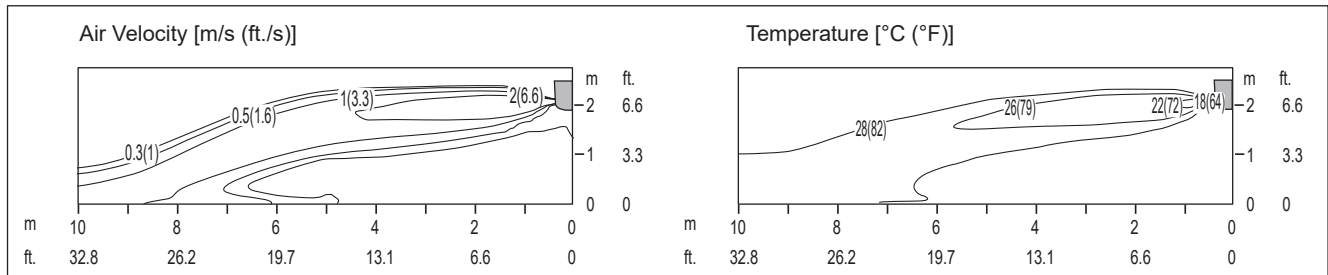 Air Velocity [m/s (ft./s)]
m ft.
2(6.6)
1(3.3)
0.5(1.6)
0.3(1)
2 6.6
1 3.3
0 0
m 10 8 6 4 2 0
ft. 32.8 26.2 19.7 13.1 6.6 0
Temperature [°C (°F)]
m ft.
18(64)
22(72)
26(79)
28(82)
2 6.6
1 3.3
0 0
m 10 8 6 4 2 0
ft. 32.8 26.2 19.7 13.1 6.6 0